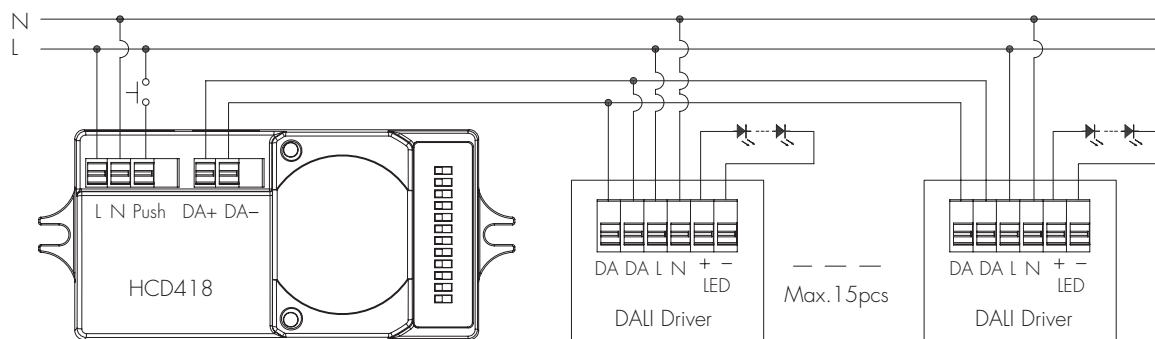 N
L
L N Push DA+ DA–
HCD418
DA DA L N + –
LED
DALI Driver
Max.15pcs
DA DA L N + –
LED
DALI Driver